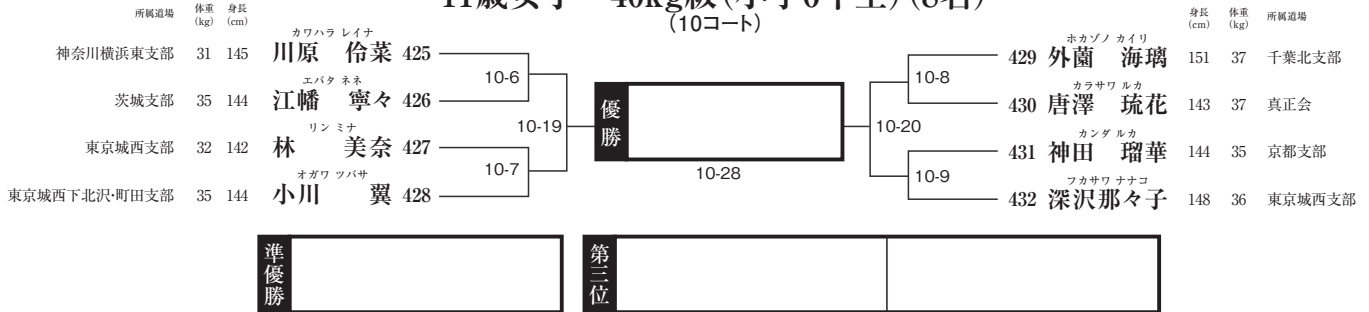 11歳女子 −40kg級(小学6年生)(8名)
(10コート)
所属道場 体重(kg) 身長(cm)
身長(cm) 体重(kg) 所属道場
カワハラ レイナ
神奈川横浜東支部 31 145 川原 伶菜 425
エバタ ネネ
茨城支部 35 144 江幡 寧々 426
リン ミナ
東京城西支部 32 142 林 美奈 427
オガワ ツバサ
東京城西下北沢・町田支部 35 144 小川 翼 428
10-6
10-7
10-19
優勝
10-28
10-20
10-8
10-9
ホカゾノ カイリ
429 外薗 海璃 151 37 千葉北支部
カラサワ ルカ
430 唐澤 琉花 143 37 真正会
カンダ ルカ
431 神田 瑠華 144 35 京都支部
フカサワ ナナコ
432 深沢那々子 148 36 東京城西支部
準優勝
第三位